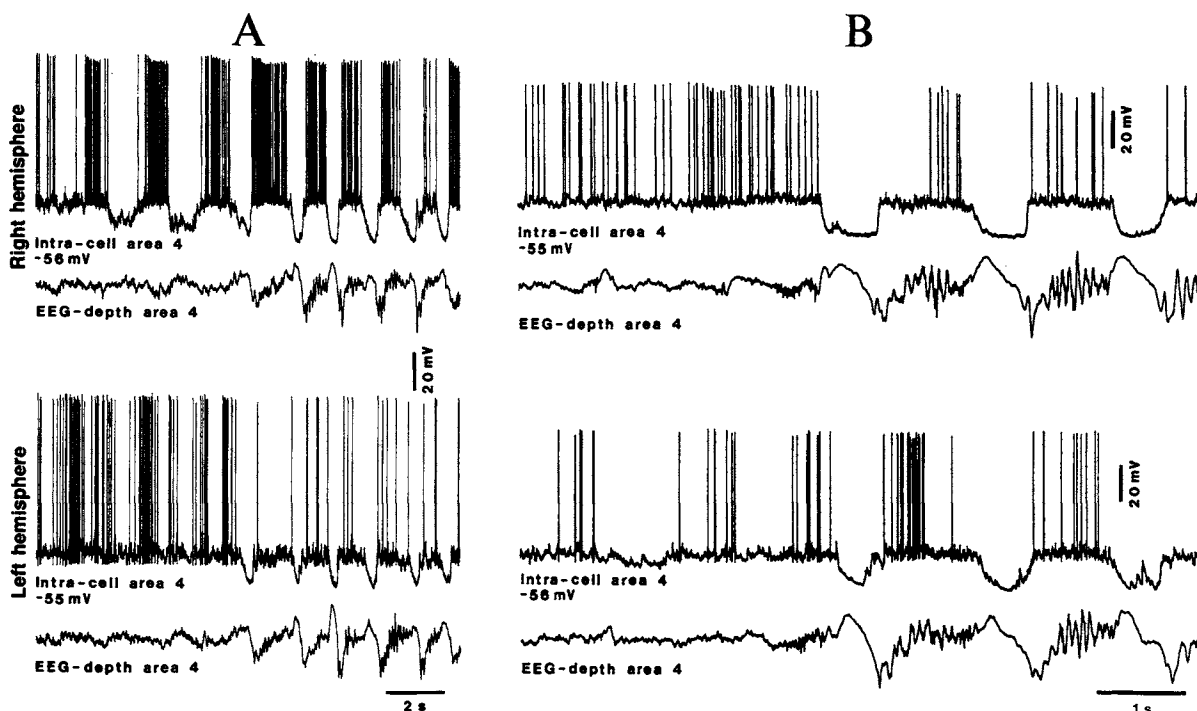 A
B
Right hemisphere
Intra-cell area 4
-56 mV
EEG-depth area 4
20 mV
Left hemisphere
Intra-cell area 4
-55 mV
EEG-depth area 4
2 s
20 mV
Intra-cell area 4
-55 mV
EEG-depth area 4
20 mV
Intra-cell area 4
-56 mV
EEG-depth area 4
1 s